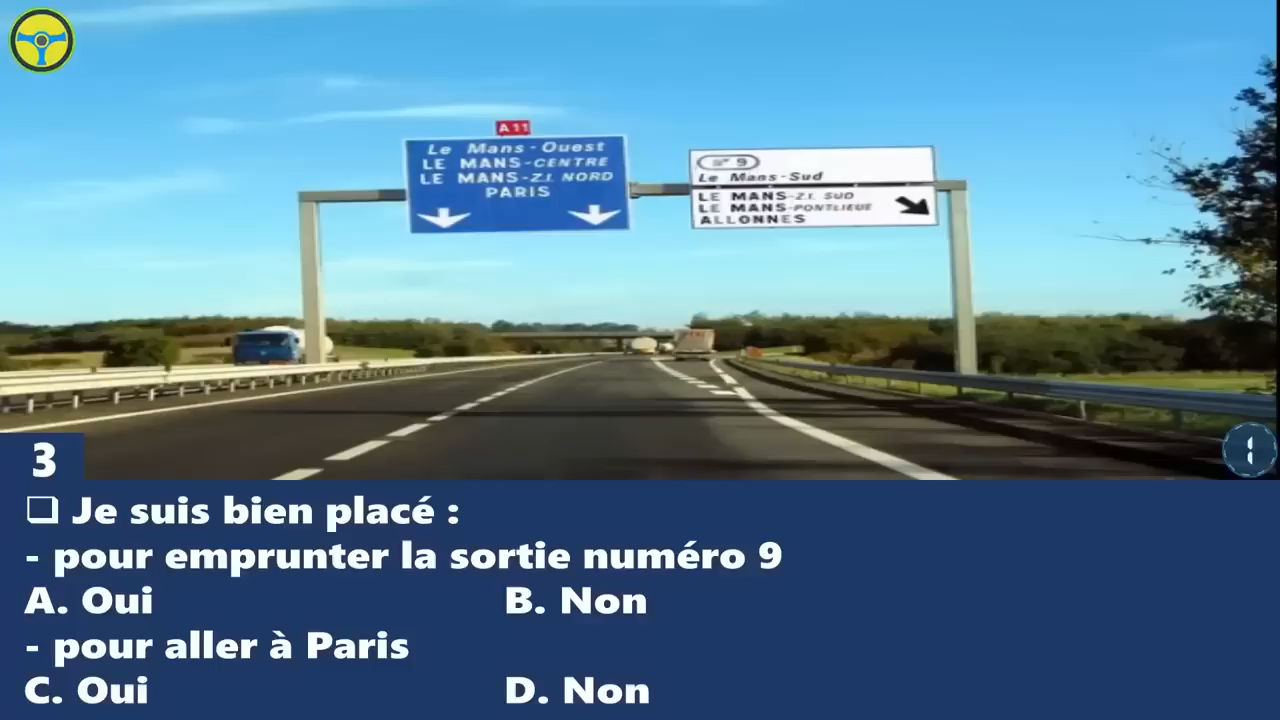 A11
Le Mans-Ouest
LE MANS-CENTRE
LE MANS-Z.I. NORD
PARIS
9
Le Mans-Sud
LE MANS-Z.I. SUD
LE MANS-PONTLIEUE
ALLONNES
3
❑ Je suis bien placé :
- pour emprunter la sortie numéro 9
A. Oui B. Non
- pour aller à Paris
C. Oui D. Non